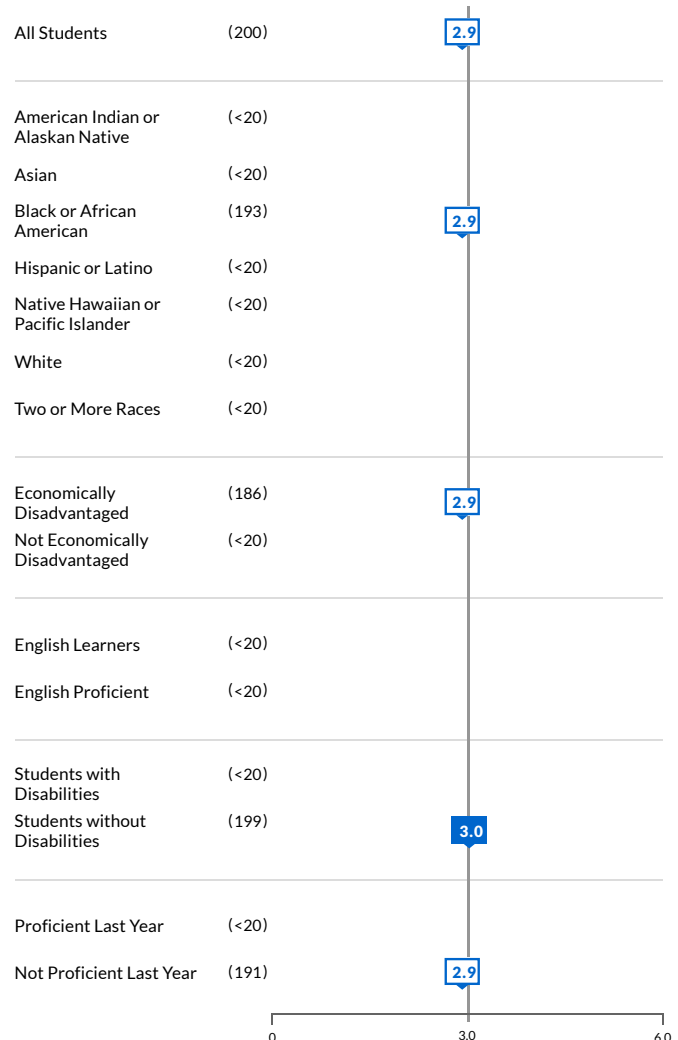 All Students (200) 2.9
American Indian or (<20)
Alaskan Native
Asian (<20)
Black or African (193) 2.9
American
Hispanic or Latino (<20)
Native Hawaiian or (<20)
Pacific Islander
White (<20)
Two or More Races (<20)
Economically (186) 2.9
Disadvantaged
Not Economically (<20)
Disadvantaged
English Learners (<20)
English Proficient (<20)
Students with (<20)
Disabilities
Students without (199) 3.0
Disabilities
Proficient Last Year (<20)
Not Proficient Last Year (191) 2.9
0 3.0 6.0